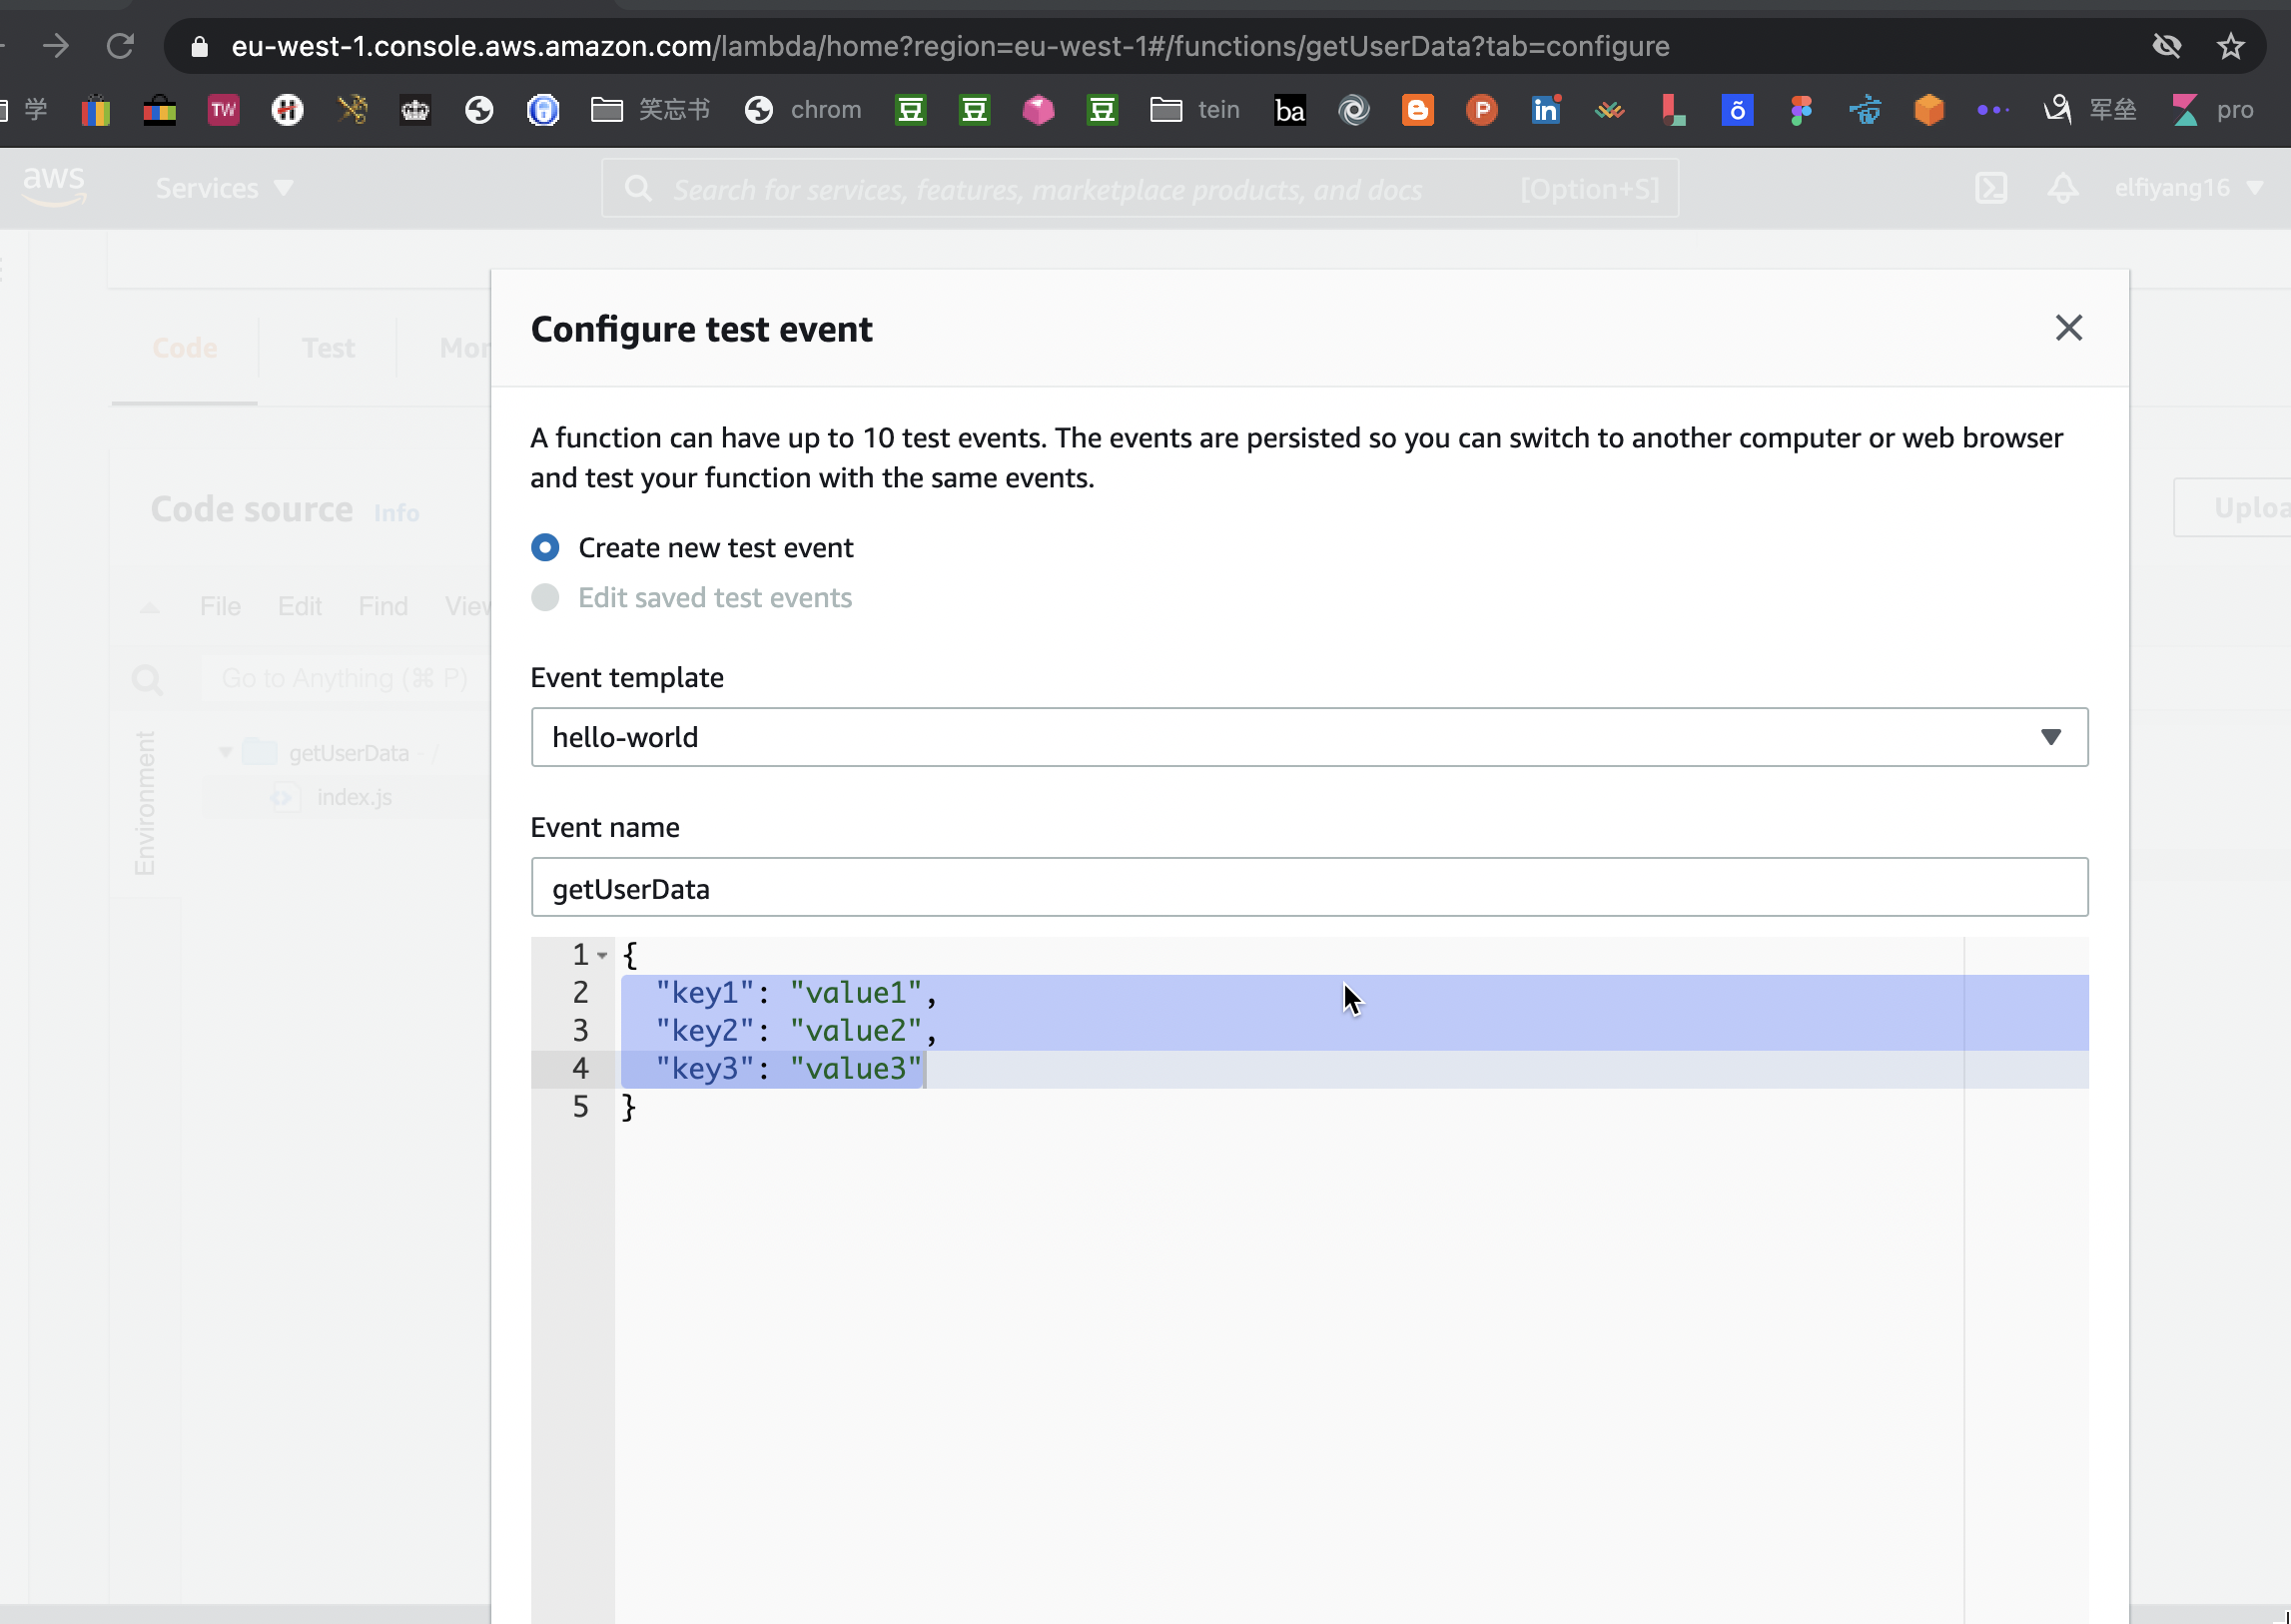 eu-west-1.console.aws.amazon.com/lambda/home?region=eu-west-1#/functions/getUserData?tab=configure
学 TW 笑忘书 chrom 豆 豆 豆 tein ba P in õ 军垒 pro
aws Services Search for services, features, marketplace products, and docs [Option+S] elfiyang16
Configure test event
Code Test Mor
A function can have up to 10 test events. The events are persisted so you can switch to another computer or web browser
and test your function with the same events.
Code source Info
Uploa
Create new test event
Edit saved test events
File Edit Find View
Go to Anything (⌘ P)
Event template
hello-world
Environment
getUserData - /
index.js
Event name
getUserData
1 {
2 "key1": "value1",
3 "key2": "value2",
4 "key3": "value3"
5 }